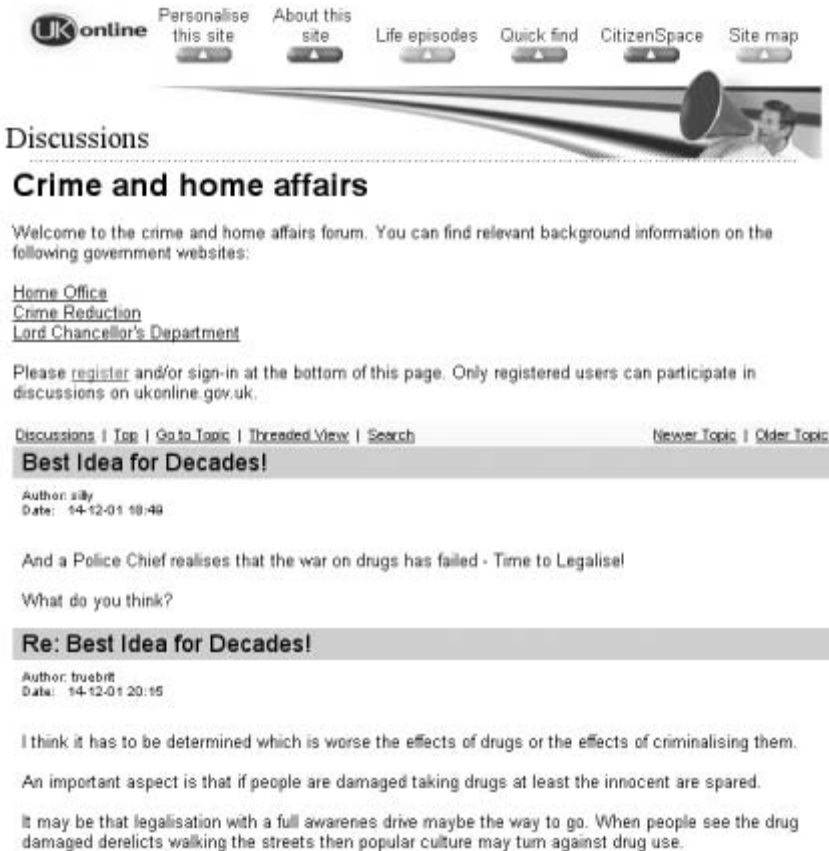 UK online
Personalise this site
About this site
Life episodes
Quick find
CitizenSpace
Site map
Discussions
Crime and home affairs
Welcome to the crime and home affairs forum. You can find relevant background information on the
following government websites:
Home Office
Crime Reduction
Lord Chancellor's Department
Please register and/or sign-in at the bottom of this page. Only registered users can participate in
discussions on ukonline.gov.uk.
Discussions | Top | Go to Topic | Threaded View | Search Newer Topic | Older Topic
Best Idea for Decades!
Author: silly
Date: 14-12-01 18:49
And a Police Chief realises that the war on drugs has failed - Time to Legalise!
What do you think?
Re: Best Idea for Decades!
Author: truebrit
Date: 14-12-01 20:15
I think it has to be determined which is worse the effects of drugs or the effects of criminalising them.
An important aspect is that if people are damaged taking drugs at least the innocent are spared.
It may be that legalisation with a full awarenes drive maybe the way to go. When people see the drug
damaged derelicts walking the streets then popular culture may turn against drug use.